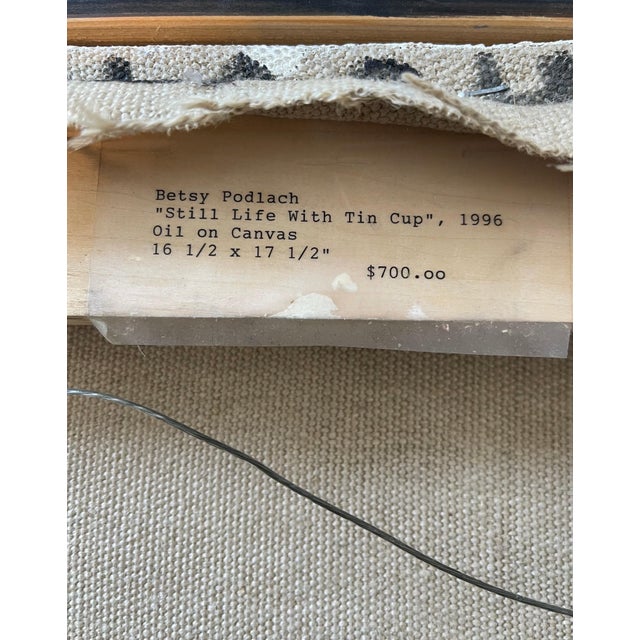 Betsy Podlach
"Still Life With Tin Cup", 1996
Oil on Canvas
16 1/2 x 17 1/2"
$700.oo